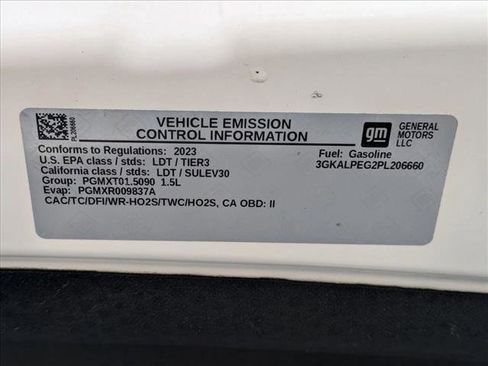 PL206660
VEHICLE EMISSION
CONTROL INFORMATION
gm
GENERAL
MOTORS
LLC
Conforms to Regulations: 2023
Fuel: Gasoline
U.S. EPA class / stds: LDT / TIER3
3GKALPEG2PL206660
California class / stds: LDT / SULEV30
Group: PGMXT01.5090 1.5L
Evap: PGMXR009837A
CAC/TC/DFI/WR-HO2S/TWC/HO2S, CA OBD: II